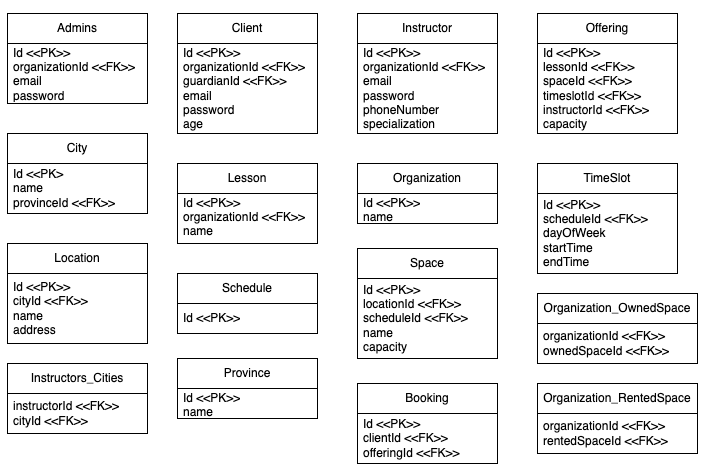 Admins
Id <<PK>>
organizationId <<FK>>
email
password
Client
Id <<PK>>
organizationId <<FK>>
guardianId <<FK>>
email
password
age
Instructor
Id <<PK>>
organizationId <<FK>>
email
password
phoneNumber
specialization
Offering
Id <<PK>>
lessonId <<FK>>
spaceId <<FK>>
timeslotId <<FK>>
instructorId <<FK>>
capacity
City
Id <<PK>
name
provinceId <<FK>>
Lesson
Id <<PK>>
organizationId <<FK>>
name
Organization
Id <<PK>>
name
TimeSlot
Id <<PK>>
scheduleId <<FK>>
dayOfWeek
startTime
endTime
Location
Id <<PK>>
cityId <<FK>>
name
address
Schedule
Id <<PK>>
Space
Id <<PK>>
locationId <<FK>>
scheduleId <<FK>>
name
capacity
Organization_OwnedSpace
organizationId <<FK>>
ownedSpaceId <<FK>>
Instructors_Cities
instructorId <<FK>>
cityId <<FK>>
Province
Id <<PK>>
name
Booking
Id <<PK>>
clientId <<FK>>
offeringId <<FK>>
Organization_RentedSpace
organizationId <<FK>>
rentedSpaceId <<FK>>